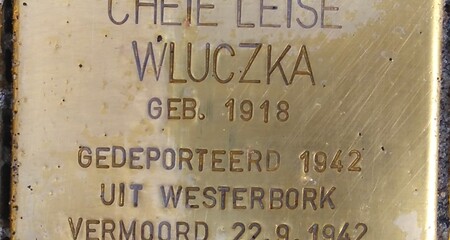 CHEIE LEISE
WLUCZKA
GEB. 1918
GEDEPORTEERD 1942
UIT WESTERBORK
VERMOORD 22.9.1942